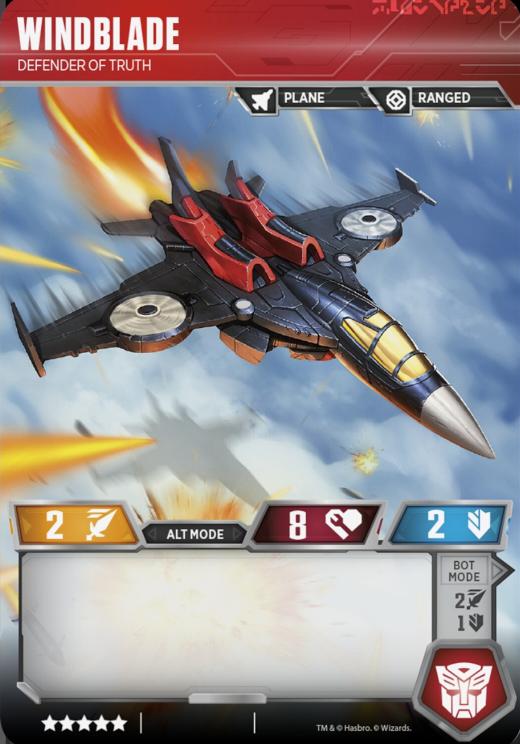 WINDBLADE
DEFENDER OF TRUTH
PLANE
RANGED
2
ALT MODE
8
2
BOT
MODE
2
1
TM & © Hasbro. © Wizards.